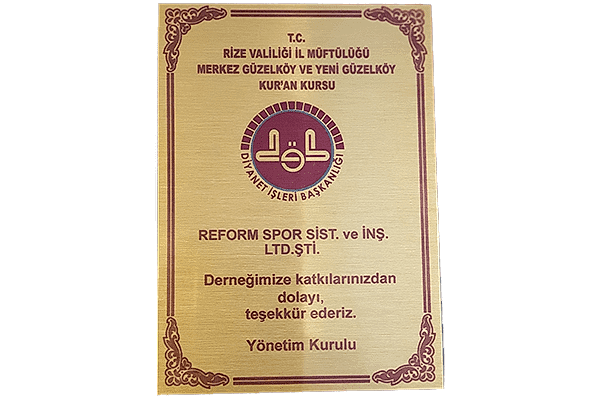 T.C.
RİZE VALİLİĞİ İL MÜFTÜLÜĞÜ
MERKEZ GÜZELKÖY VE YENİ GÜZELKÖY
KUR'AN KURSU
DİYANET İŞLERİ BAŞKANLIĞI
REFORM SPOR SİST. ve İNŞ.
LTD.ŞTİ.
Derneğimize katkılarınızdan
dolayı,
teşekkür ederiz.
Yönetim Kurulu